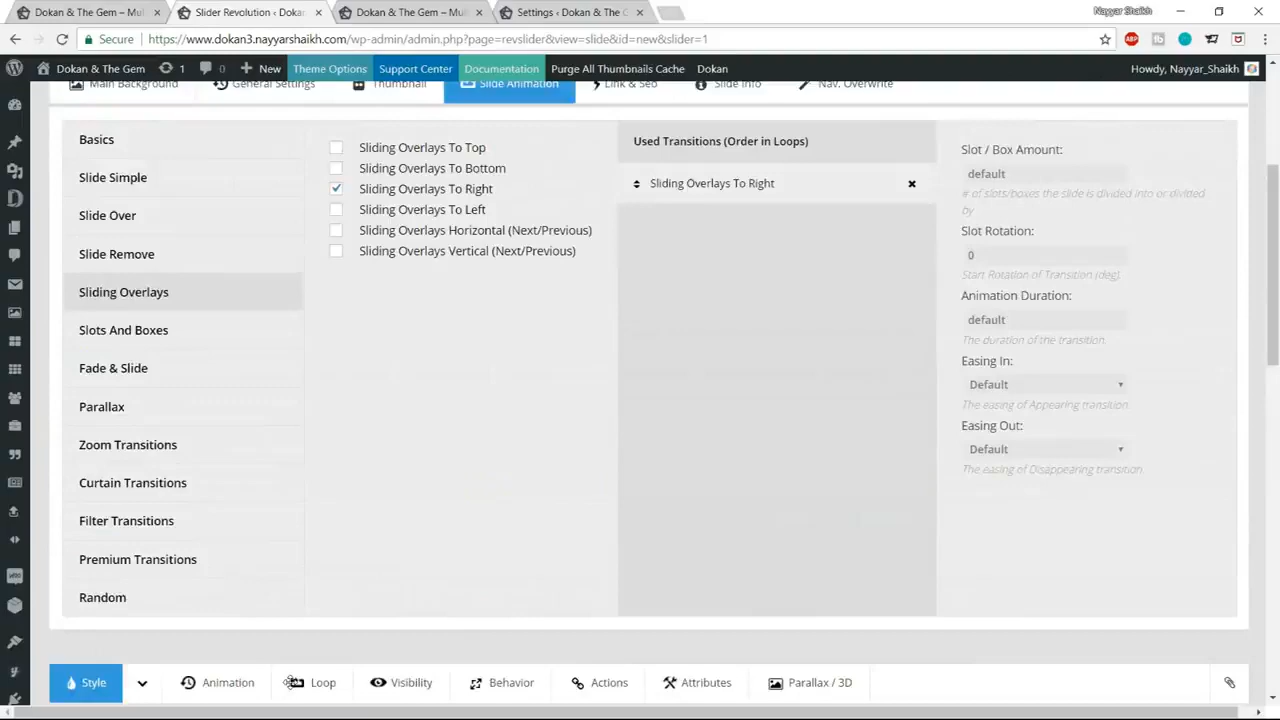 Dokan & The Gem – Mul
Slider Revolution ‹ Dokan
Dokan & The Gem – Mul
Settings ‹ Dokan & The G
Nayyar Shaikh
Secure
https://www.dokan3.nayyarshaikh.com/wp-admin/admin.php?page=revslider&view=slide&id=new&slider=1
ABP
Dokan & The Gem
1
0
New
Theme Options
Support Center
Documentation
Purge All Thumbnails Cache
Dokan
Howdy, Nayyar_Shaikh
Main Background
General Settings
Thumbnail
Slide Animation
Link & Seo
Slide Info
Nav. Overwrite
Basics
Slide Simple
Slide Over
Slide Remove
Sliding Overlays
Slots And Boxes
Fade & Slide
Parallax
Zoom Transitions
Curtain Transitions
Filter Transitions
Premium Transitions
Random
Sliding Overlays To Top
Sliding Overlays To Bottom
Sliding Overlays To Right
Sliding Overlays To Left
Sliding Overlays Horizontal (Next/Previous)
Sliding Overlays Vertical (Next/Previous)
Used Transitions (Order in Loops)
Sliding Overlays To Right
Slot / Box Amount:
default
# of slots/boxes the slide is divided into or divided
by
Slot Rotation:
0
Start Rotation of Transition (deg).
Animation Duration:
default
The duration of the transition.
Easing In:
Default
The easing of Appearing transition.
Easing Out:
Default
The easing of Disappearing transition.
Style
Animation
Loop
Visibility
Behavior
Actions
Attributes
Parallax / 3D